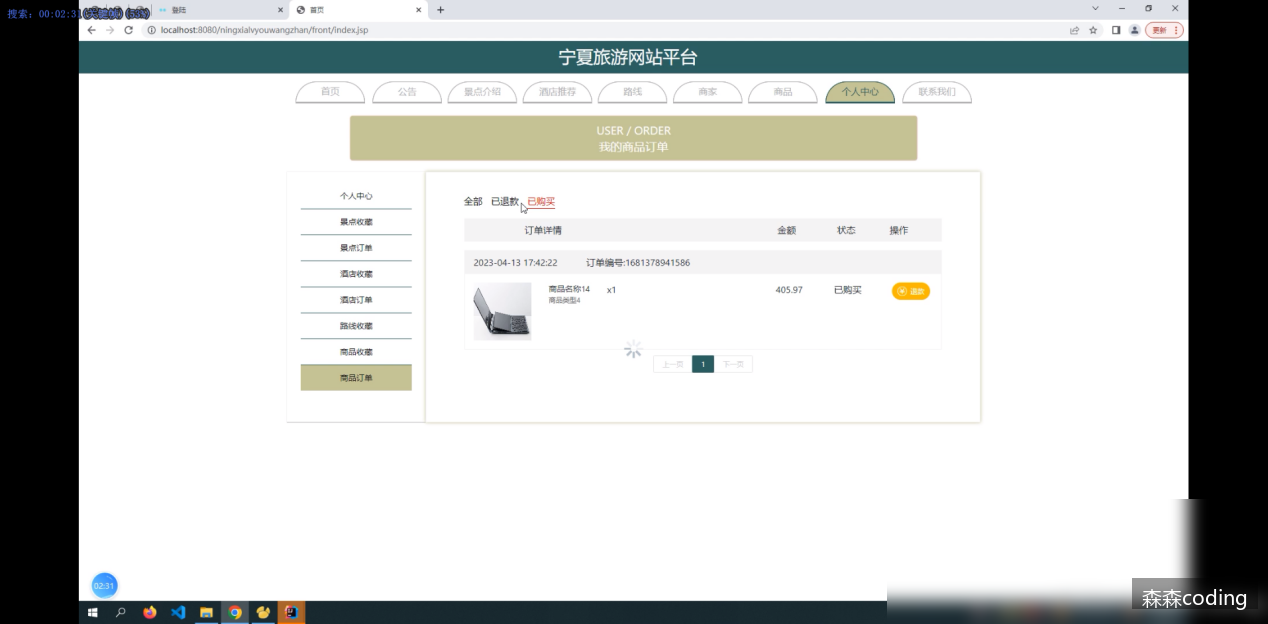 搜索: 00:02:31
登陆
首页
localhost:8080/ningxialvyouwangzhan/front/index.jsp
更新
宁夏旅游网站平台
首页
公告
景点介绍
酒店推荐
路线
商家
商品
个人中心
联系我们
USER / ORDER
我的商品订单
个人中心
景点收藏
景点订单
酒店收藏
酒店订单
路线收藏
商品收藏
商品订单
全部 已退款 已购买
订单详情 金额 状态 操作
2023-04-13 17:42:22 订单编号:1681378941586
商品名称14 x1 405.97 已购买 退款
商品类型4
上一页 1 下一页
02:31
森森coding